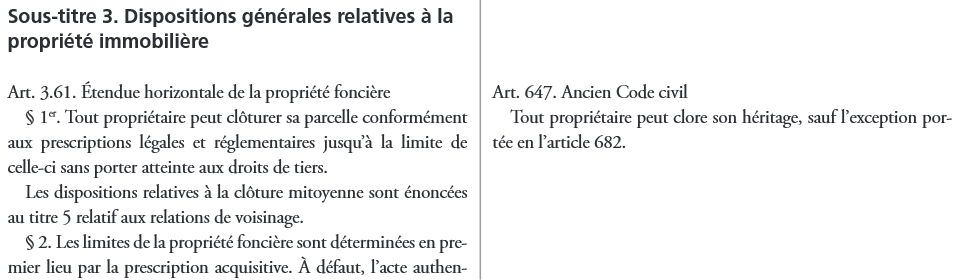 Sous-titre 3. Dispositions générales relatives à la
propriété immobilière
Art. 3.61. Étendue horizontale de la propriété foncière
§ 1er. Tout propriétaire peut clôturer sa parcelle conformément
aux prescriptions légales et réglementaires jusqu’à la limite de
celle-ci sans porter atteinte aux droits de tiers.
Les dispositions relatives à la clôture mitoyenne sont énoncées
au titre 5 relatif aux relations de voisinage.
§ 2. Les limites de la propriété foncière sont déterminées en pre-
mier lieu par la prescription acquisitive. À défaut, l’acte authen-
Art. 647. Ancien Code civil
Tout propriétaire peut clore son héritage, sauf l’exception por-
tée en l’article 682.